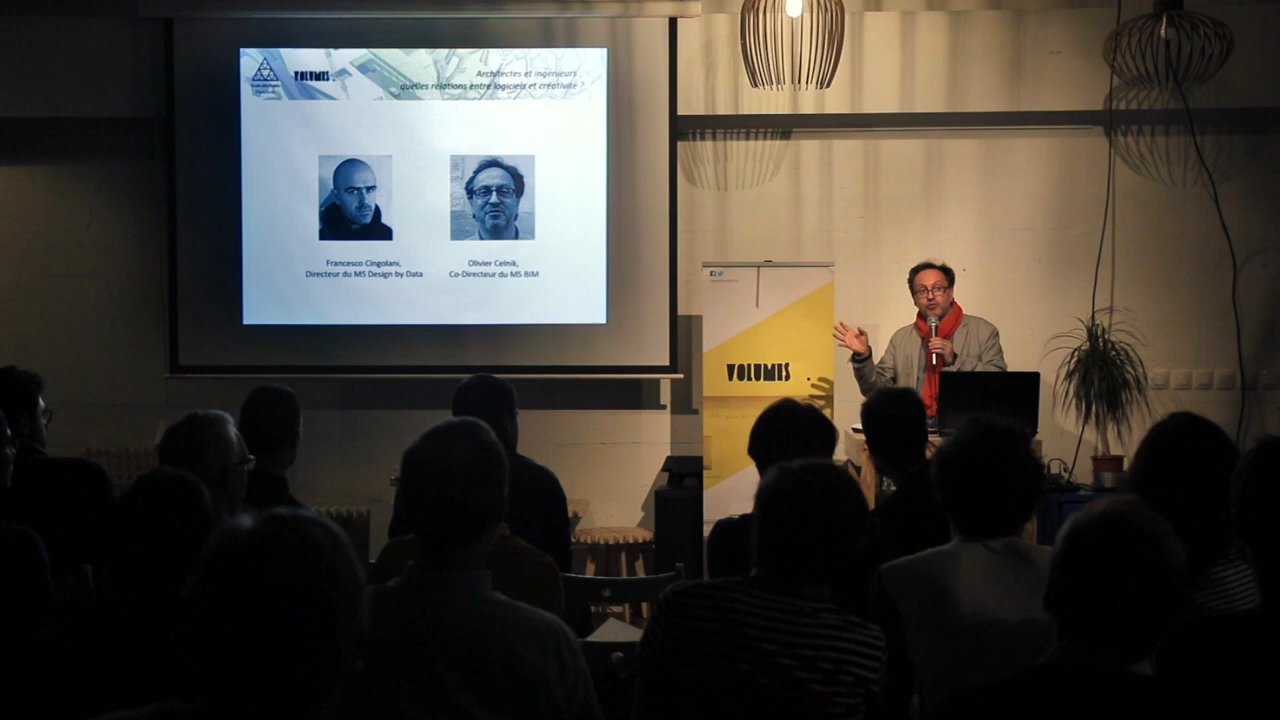 VOLUMES.
Architectes et ingénieurs :
quelles relations entre logiciels et créativité ?
Francesco Cingolani,
Directeur du MS Design by Data
Olivier Celnik,
Co-Directeur du MS BIM
VOLUMES .